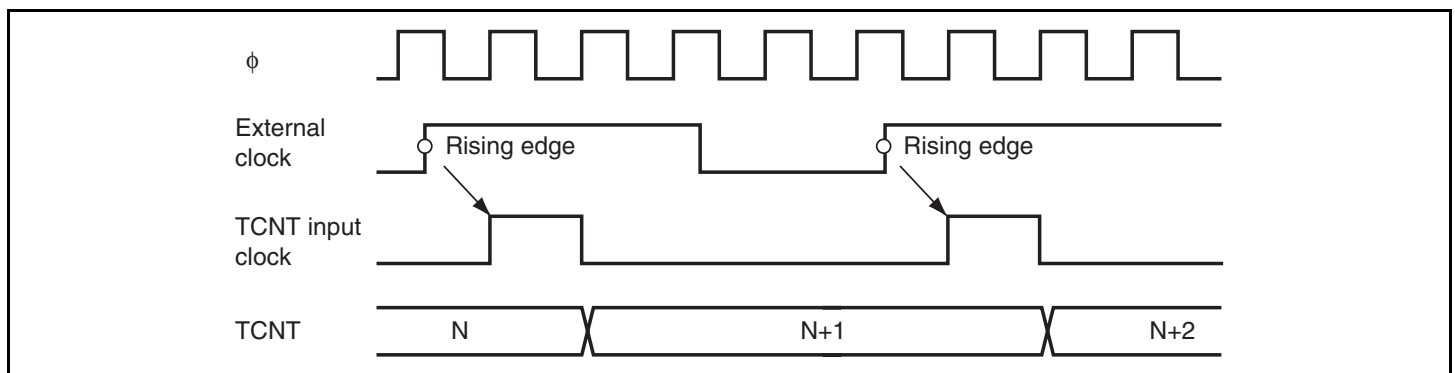 ϕ
External
clock
Rising edge
Rising edge
TCNT input
clock
TCNT
N
N+1
N+2